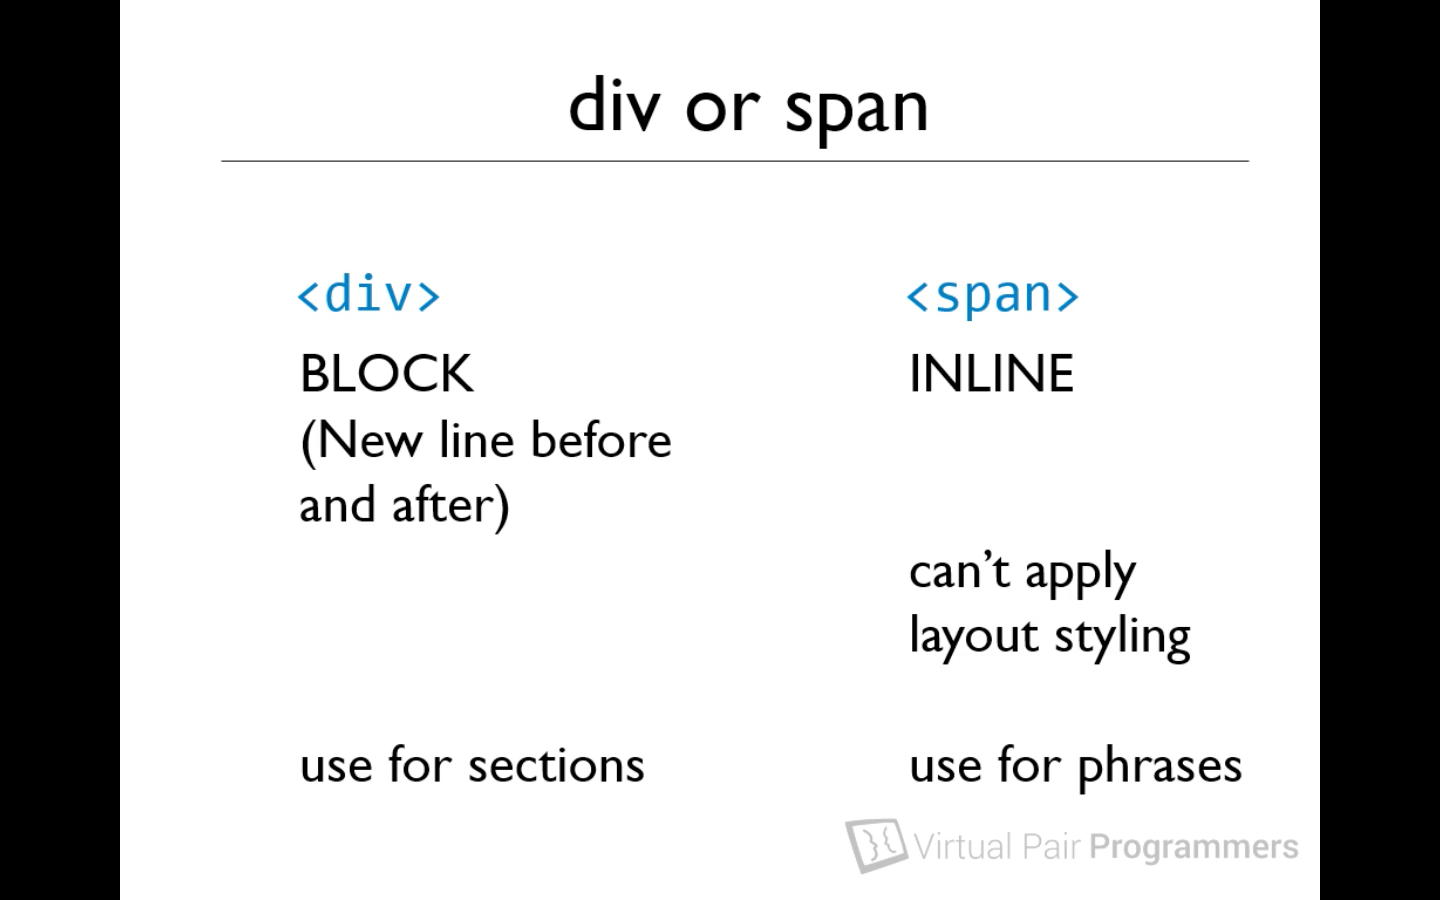 div or span
<div>
BLOCK
(New line before
and after)
use for sections
<span>
INLINE
can’t apply
layout styling
use for phrases
Virtual Pair Programmers